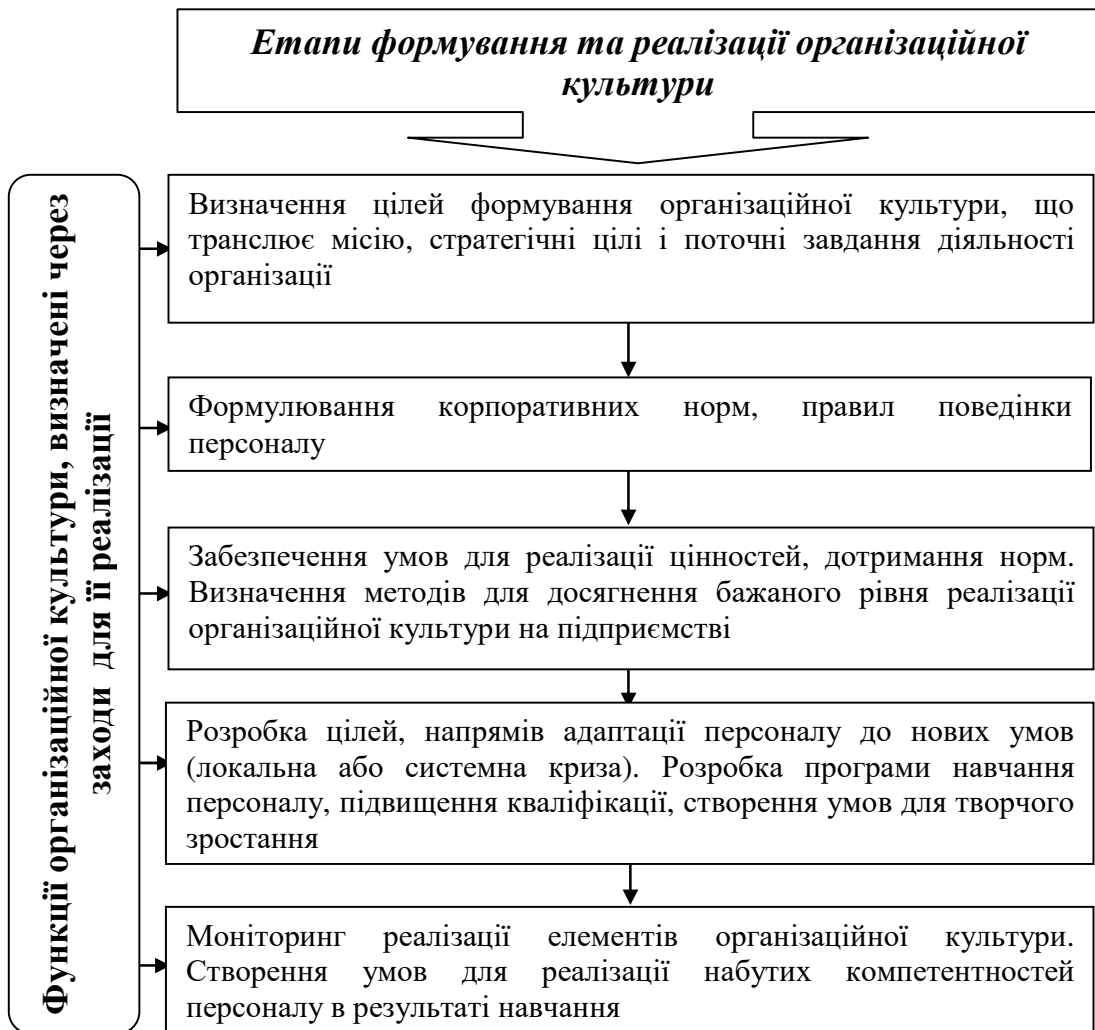 Етапи формування та реалізації організаційної
культури
Функції організаційної культури, визначені через
заходи для її реалізації
Визначення цілей формування організаційної культури, що
транслює місію, стратегічні цілі і поточні завдання діяльності
організації
Формулювання корпоративних норм, правил поведінки
персоналу
Забезпечення умов для реалізації цінностей, дотримання норм.
Визначення методів для досягнення бажаного рівня реалізації
організаційної культури на підприємстві
Розробка цілей, напрямів адаптації персоналу до нових умов
(локальна або системна криза). Розробка програми навчання
персоналу, підвищення кваліфікації, створення умов для творчого
зростання
Моніторинг реалізації елементів організаційної культури.
Створення умов для реалізації набутих компетентностей
персоналу в результаті навчання